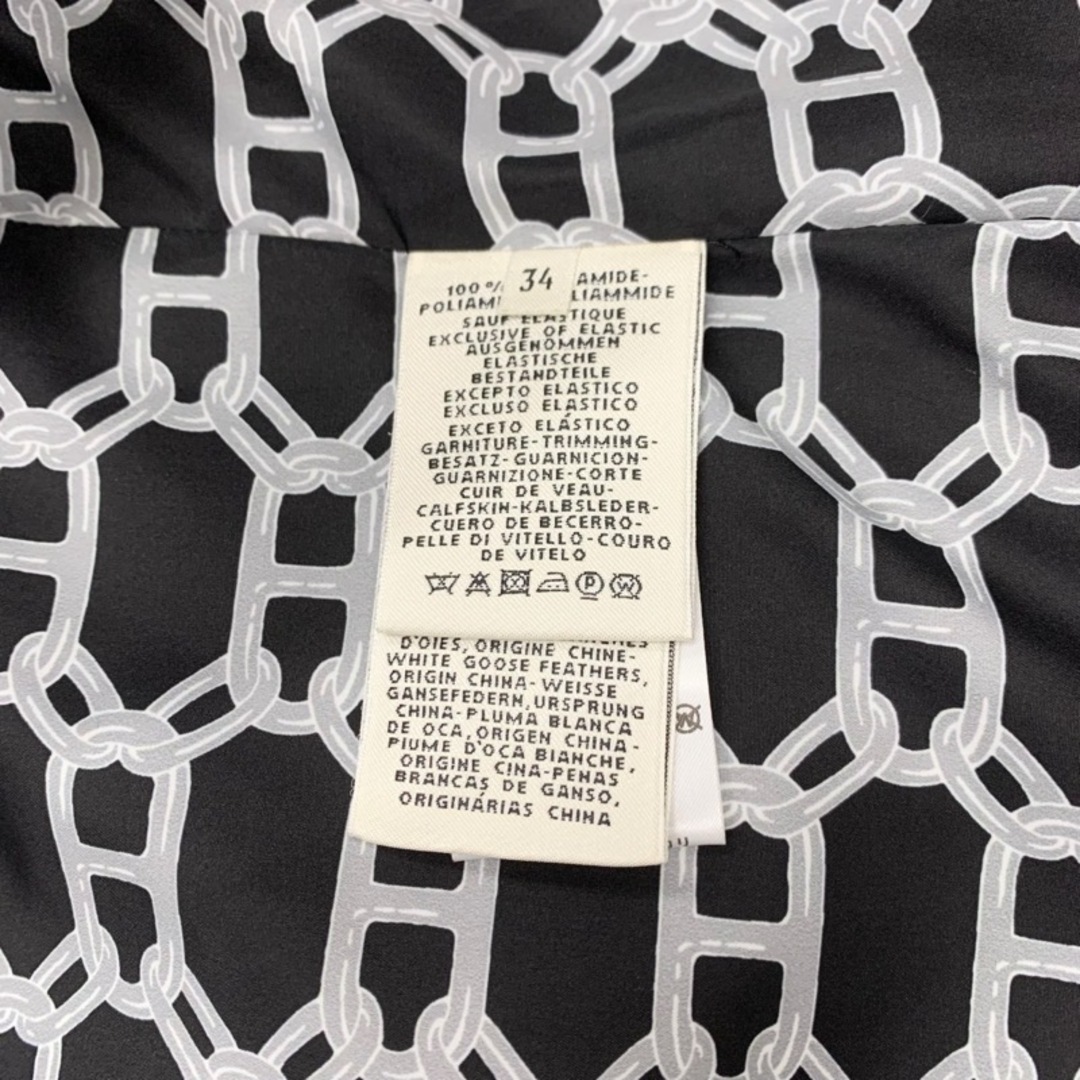 34
100 % AMIDE-
POLIAMI LIAMMIDE
SAUF ELASTIQUE
EXCLUSIVE OF ELASTIC
AUSGENOMMEN
ELASTISCHE
BESTANDTEILE
EXCEPTO ELASTICO
EXCLUSO ELASTICO
EXCETO ELÁSTICO
GARNITURE-TRIMMING-
BESATZ-GUARNICION-
GUARNIZIONE-CORTE
CUIR DE VEAU-
CALFSKIN-KALBSLEDER-
CUERO DE BECERRO-
PELLE DI VITELLO-COURO
DE VITELO
P W
D'OIES, ORIGINE CHINE-
WHITE GOOSE FEATHERS,
ORIGIN CHINA-WEISSE
GANSEFEDERN,URSPRUNG
CHINA-PLUMA BLANCA
DE OCA,ORIGEN CHINA-
PIUME D'OCA BIANCHE,
ORIGINE CINA-PENAS
BRANCAS DE GANSO,
ORIGINÁRIAS CHINA
W